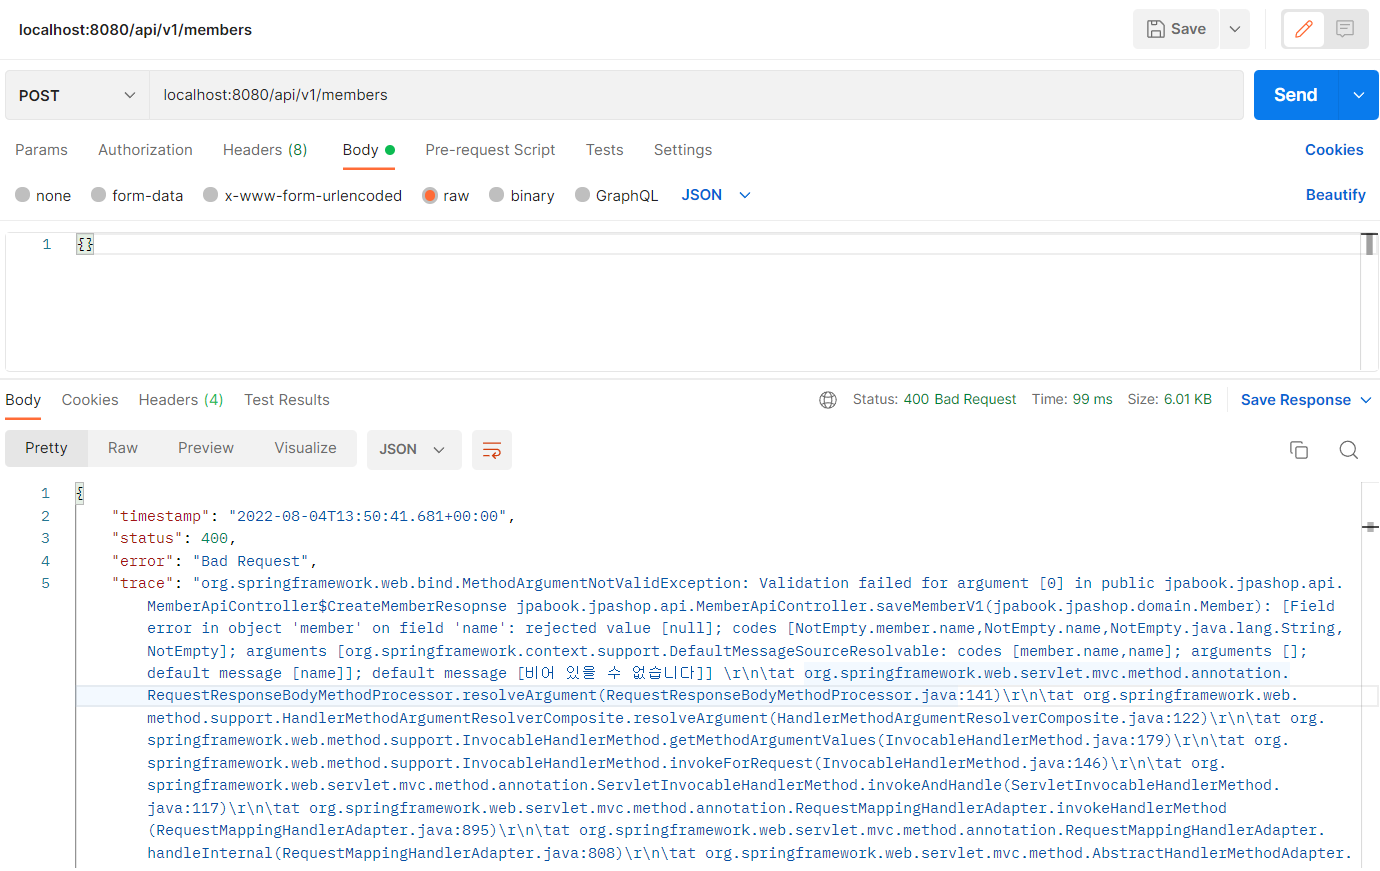 localhost:8080/api/v1/members
Save
POST
localhost:8080/api/v1/members
Send
Params Authorization Headers (8) Body Pre-request Script Tests Settings Cookies
none form-data x-www-form-urlencoded raw binary GraphQL JSON Beautify
1 {}
Body Cookies Headers (4) Test Results Status: 400 Bad Request Time: 99 ms Size: 6.01 KB Save Response
Pretty Raw Preview Visualize JSON
1 {
2 "timestamp": "2022-08-04T13:50:41.681+00:00",
3 "status": 400,
4 "error": "Bad Request",
5 "trace": "org.springframework.web.bind.MethodArgumentNotValidException: Validation failed for argument [0] in public jpabook.jpashop.api.
MemberApiController$CreateMemberResopnse jpabook.jpashop.api.MemberApiController.saveMemberV1(jpabook.jpashop.domain.Member): [Field
error in object 'member' on field 'name': rejected value [null]; codes [NotEmpty.member.name,NotEmpty.name,NotEmpty.java.lang.String,
NotEmpty]; arguments [org.springframework.context.support.DefaultMessageSourceResolvable: codes [member.name,name]; arguments [];
default message [name]]; default message [비어 있을 수 없습니다]] \r\n\tat org.springframework.web.servlet.mvc.method.annotation.
RequestResponseBodyMethodProcessor.resolveArgument(RequestResponseBodyMethodProcessor.java:141)\r\n\tat org.springframework.web.
method.support.HandlerMethodArgumentResolverComposite.resolveArgument(HandlerMethodArgumentResolverComposite.java:122)\r\n\tat org.
springframework.web.method.support.InvocableHandlerMethod.getMethodArgumentValues(InvocableHandlerMethod.java:179)\r\n\tat org.
springframework.web.method.support.InvocableHandlerMethod.invokeForRequest(InvocableHandlerMethod.java:146)\r\n\tat org.
springframework.web.servlet.mvc.method.annotation.ServletInvocableHandlerMethod.invokeAndHandle(ServletInvocableHandlerMethod.
java:117)\r\n\tat org.springframework.web.servlet.mvc.method.annotation.RequestMappingHandlerAdapter.invokeHandlerMethod
(RequestMappingHandlerAdapter.java:895)\r\n\tat org.springframework.web.servlet.mvc.method.annotation.RequestMappingHandlerAdapter.
handleInternal(RequestMappingHandlerAdapter.java:808)\r\n\tat org.springframework.web.servlet.mvc.method.AbstractHandlerMethodAdapter.